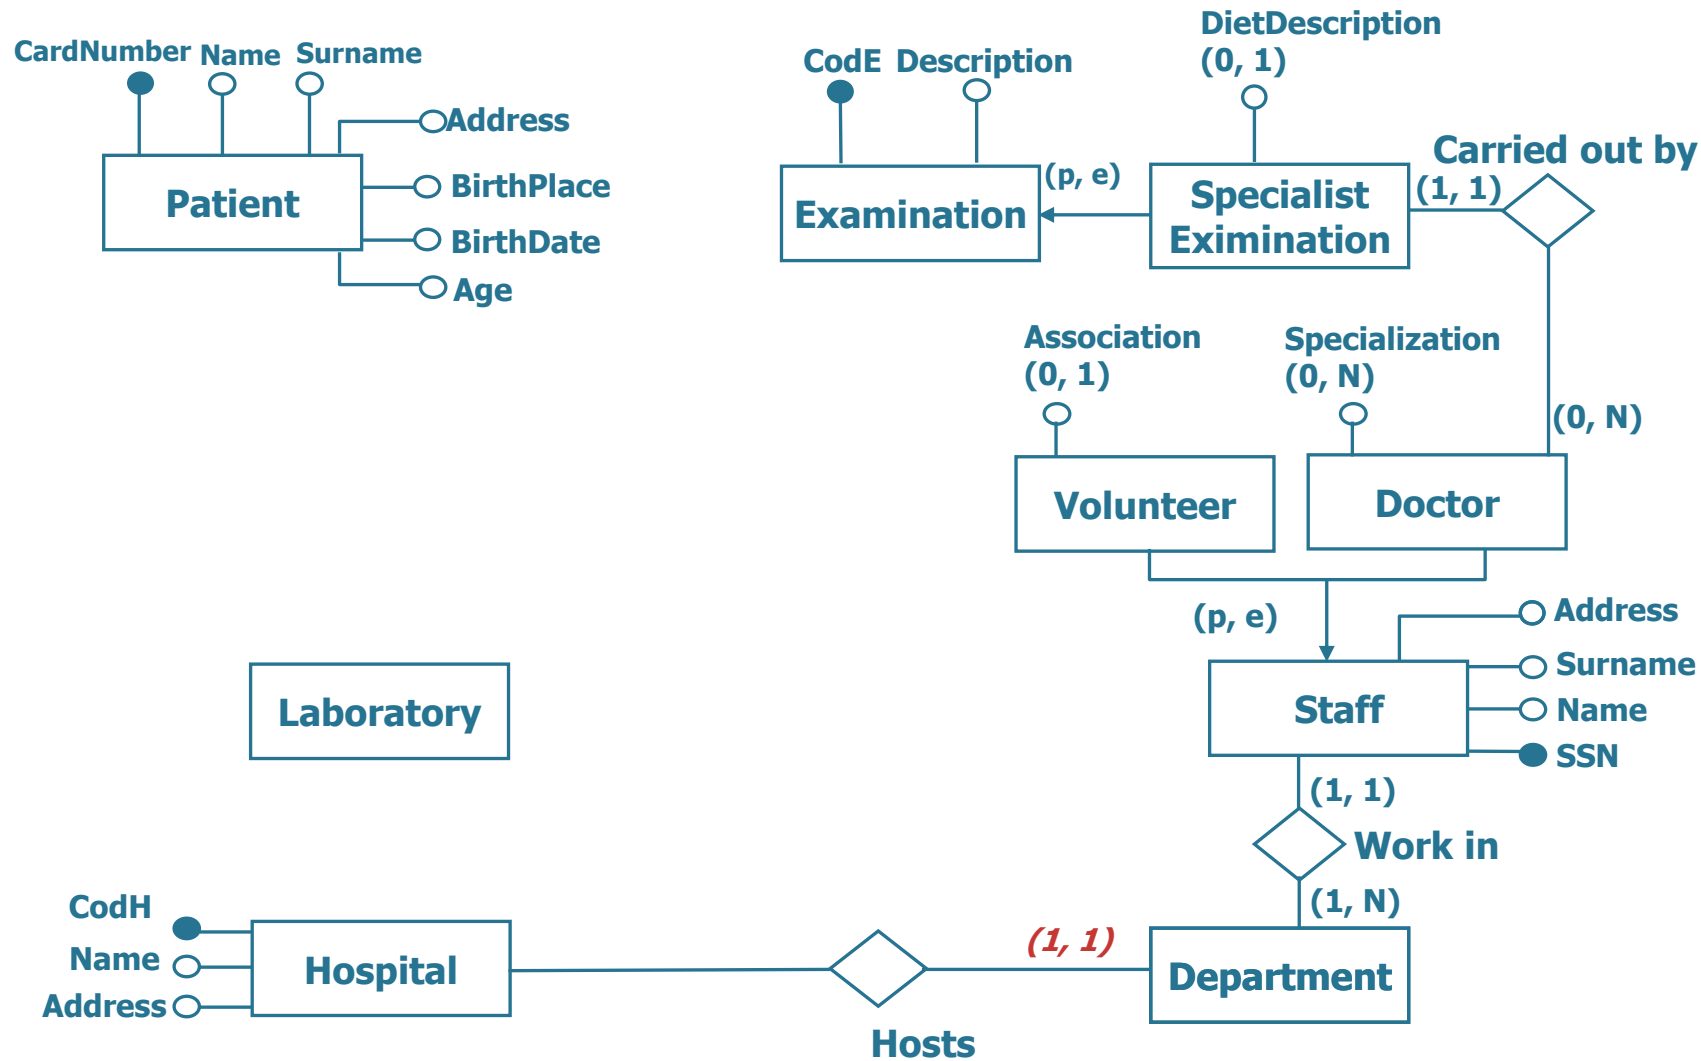 CardNumber
Name
Surname
Address
BirthPlace
BirthDate
Age
Patient
CodE
Description
DietDescription
(0, 1)
Carried out by
(1, 1)
(p, e)
Examination
Specialist
Eximination
(0, N)
Association
(0, 1)
Specialization
(0, N)
Volunteer
Doctor
(p, e)
Address
Surname
Name
SSN
Staff
Laboratory
(1, 1)
Work in
(1, N)
CodH
Name
Address
Hospital
(1, 1)
Department
Hosts